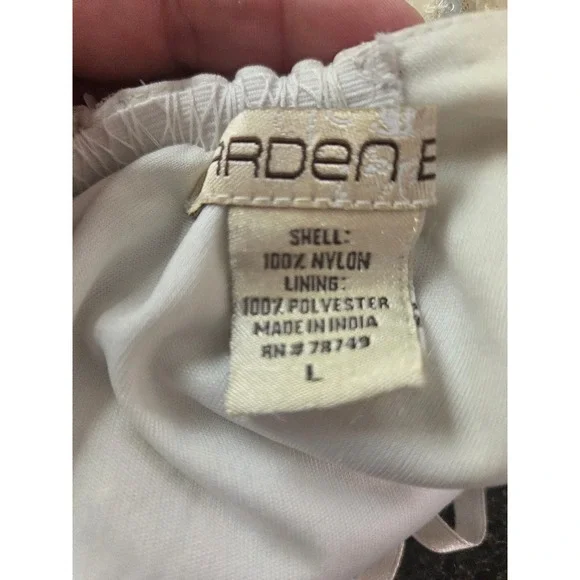 ARDEN B
SHELL:
100% NYLON
LINING:
100% POLYESTER
MADE IN INDIA
RN # 78749
L